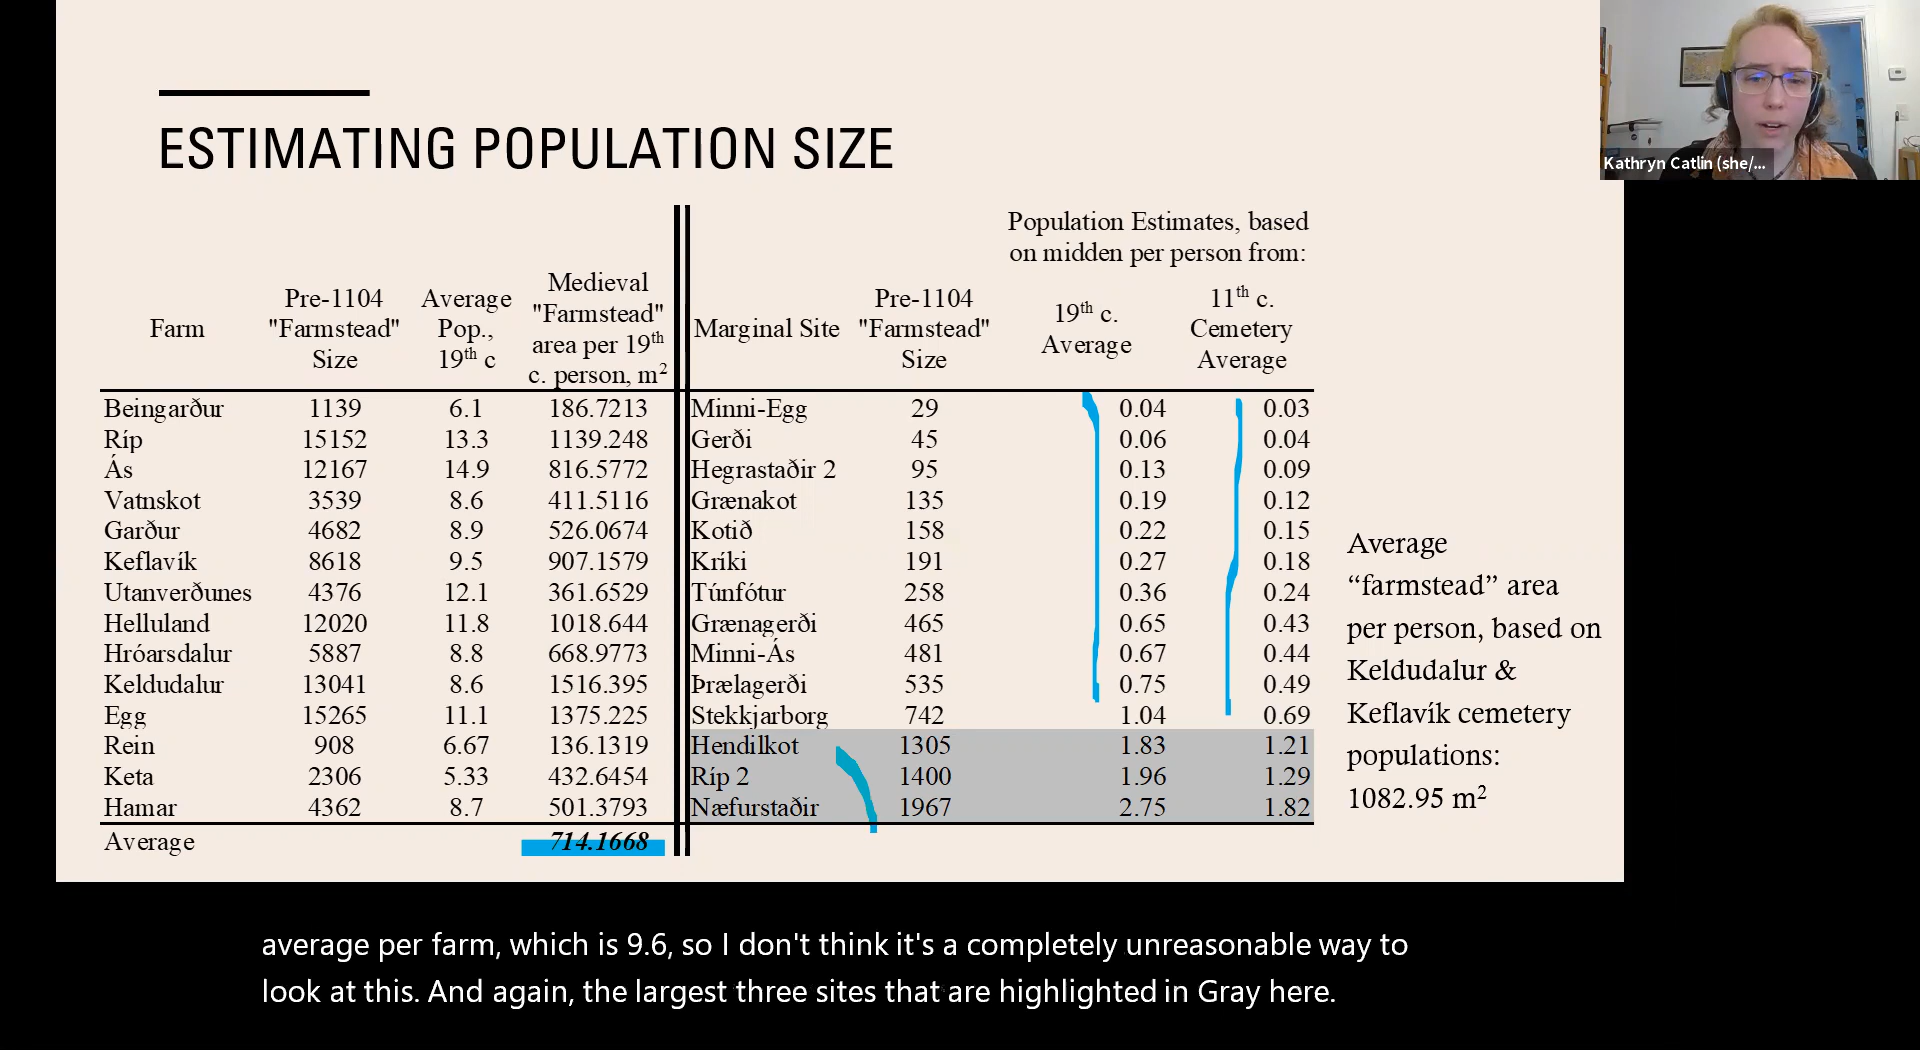 Kathryn Catlin (she/...
ESTIMATING POPULATION SIZE
Population Estimates, based
on midden per person from:
Farm | Pre-1104 "Farmstead" Size | Average Pop., 19th c | Medieval "Farmstead" area per 19th c. person, m² | Marginal Site | Pre-1104 "Farmstead" Size | 19th c. Average | 11th c. Cemetery Average
Beingarður 1139 6.1 186.7213 Minni-Egg 29 0.04 0.03
Ríp 15152 13.3 1139.248 Gerði 45 0.06 0.04
Ás 12167 14.9 816.5772 Hegrastaðir 2 95 0.13 0.09
Vatnskot 3539 8.6 411.5116 Grænakot 135 0.19 0.12
Garður 4682 8.9 526.0674 Kotið 158 0.22 0.15
Keflavík 8618 9.5 907.1579 Kríki 191 0.27 0.18
Utanverðunes 4376 12.1 361.6529 Túnfótur 258 0.36 0.24
Helluland 12020 11.8 1018.644 Grænagerði 465 0.65 0.43
Hróarsdalur 5887 8.8 668.9773 Minni-Ás 481 0.67 0.44
Keldudalur 13041 8.6 1516.395 Þrælagerði 535 0.75 0.49
Egg 15265 11.1 1375.225 Stekkjarborg 742 1.04 0.69
Rein 908 6.67 136.1319 Hendilkot 1305 1.83 1.21
Keta 2306 5.33 432.6454 Ríp 2 1400 1.96 1.29
Hamar 4362 8.7 501.3793 Næfurstaðir 1967 2.75 1.82
Average 714.1668
Average
“farmstead” area
per person, based on
Keldudalur &
Keflavík cemetery
populations:
1082.95 m²
average per farm, which is 9.6, so I don't think it's a completely unreasonable way to
look at this. And again, the largest three sites that are highlighted in Gray here.